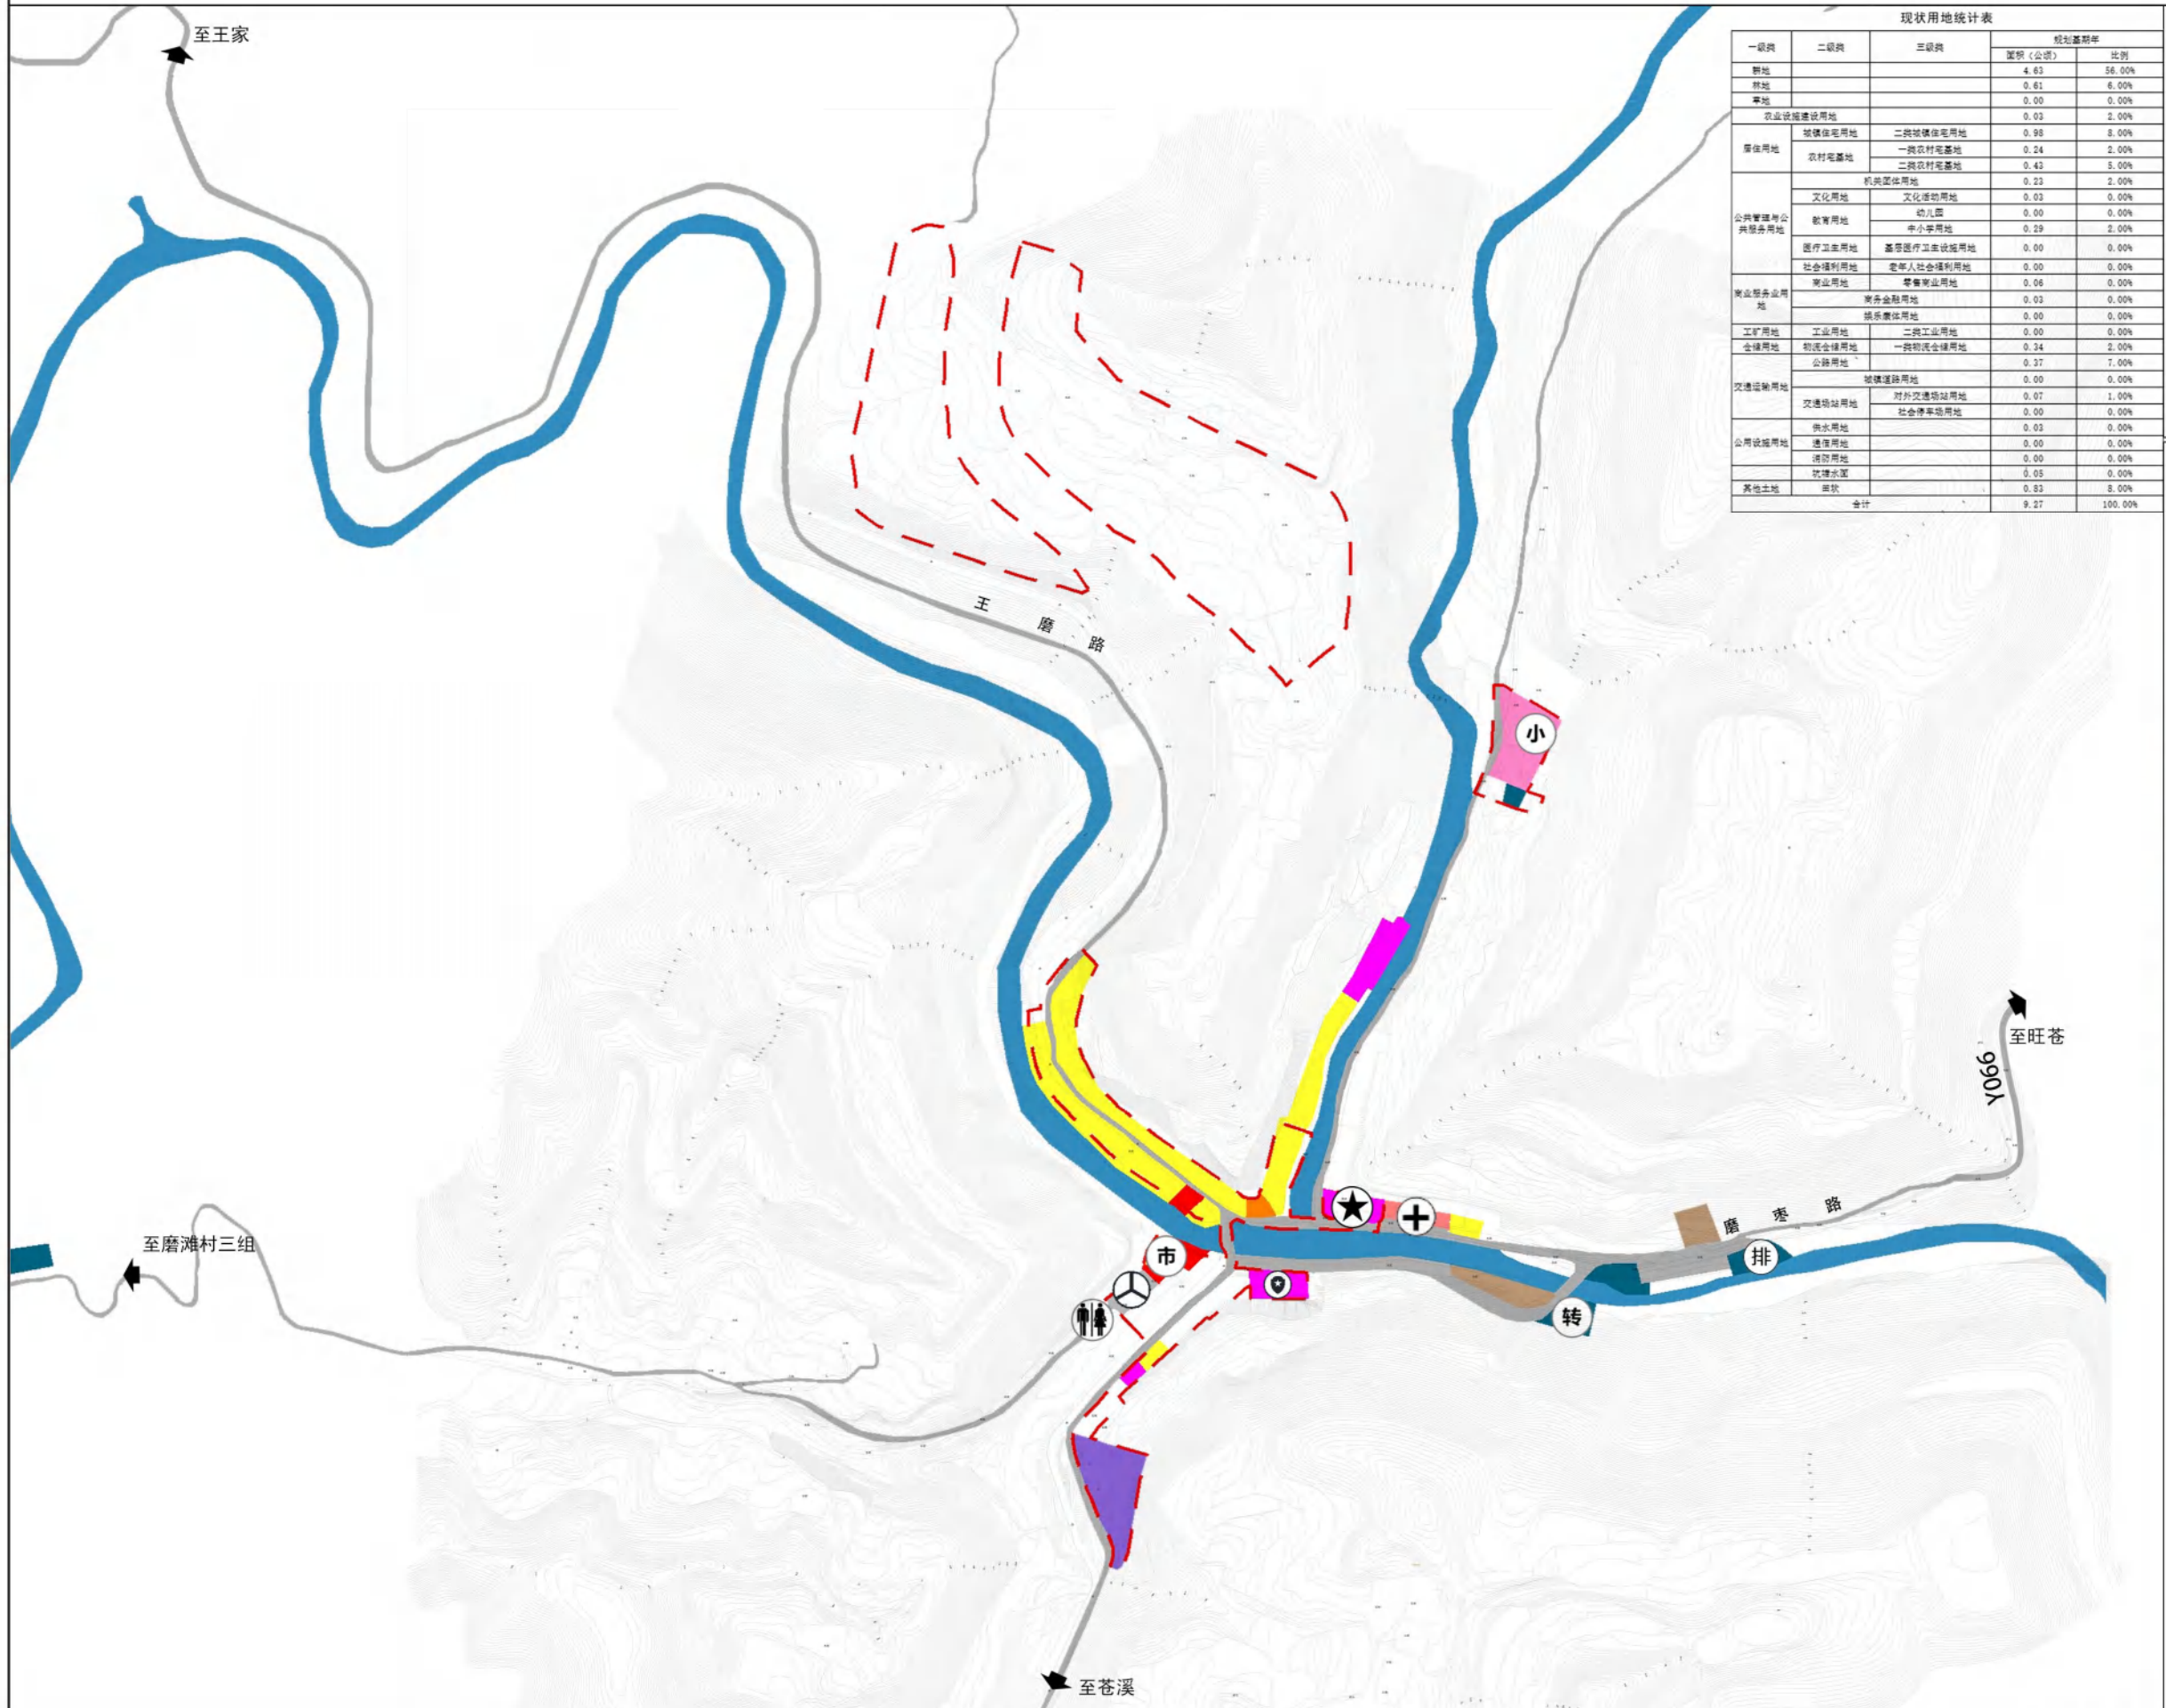 现状用地统计表
一级类 二级类 三级类 规划基期年
面积（公顷） 比例
耕地 4.63 56.00%
林地 0.61 6.00%
草地 0.00 0.00%
农业设施建设用地 0.03 2.00%
居住用地 城镇住宅用地 二类城镇住宅用地 0.98 8.00%
农村宅基地 一类农村宅基地 0.24 2.00%
二类农村宅基地 0.43 5.00%
公共管理与公共服务用地 机关团体用地 0.23 2.00%
文化用地 文化活动用地 0.03 0.00%
教育用地 幼儿园 0.00 0.00%
中小学用地 0.29 2.00%
医疗卫生用地 基层医疗卫生设施用地 0.00 0.00%
社会福利用地 老年人社会福利用地 0.00 0.00%
商业服务业用地 商业用地 零售商业用地 0.06 0.00%
商务金融用地 0.03 0.00%
娱乐康体用地 0.00 0.00%
工矿用地 工业用地 二类工业用地 0.00 0.00%
仓储用地 物流仓储用地 一类物流仓储用地 0.34 2.00%
交通运输用地 公路用地 0.37 7.00%
城镇道路用地 0.00 0.00%
交通场站用地 对外交通场站用地 0.07 1.00%
社会停车场用地 0.00 0.00%
公用设施用地 供水用地 0.03 0.00%
通信用地 0.00 0.00%
消防用地 0.00 0.00%
坑塘水面 0.05 0.00%
其他土地 田坎 0.83 8.00%
合计 9.27 100.00%
至王家
王磨路
小
至旺苍
Y066
磨枣路
至磨滩村三组
市
排
转
至苍溪